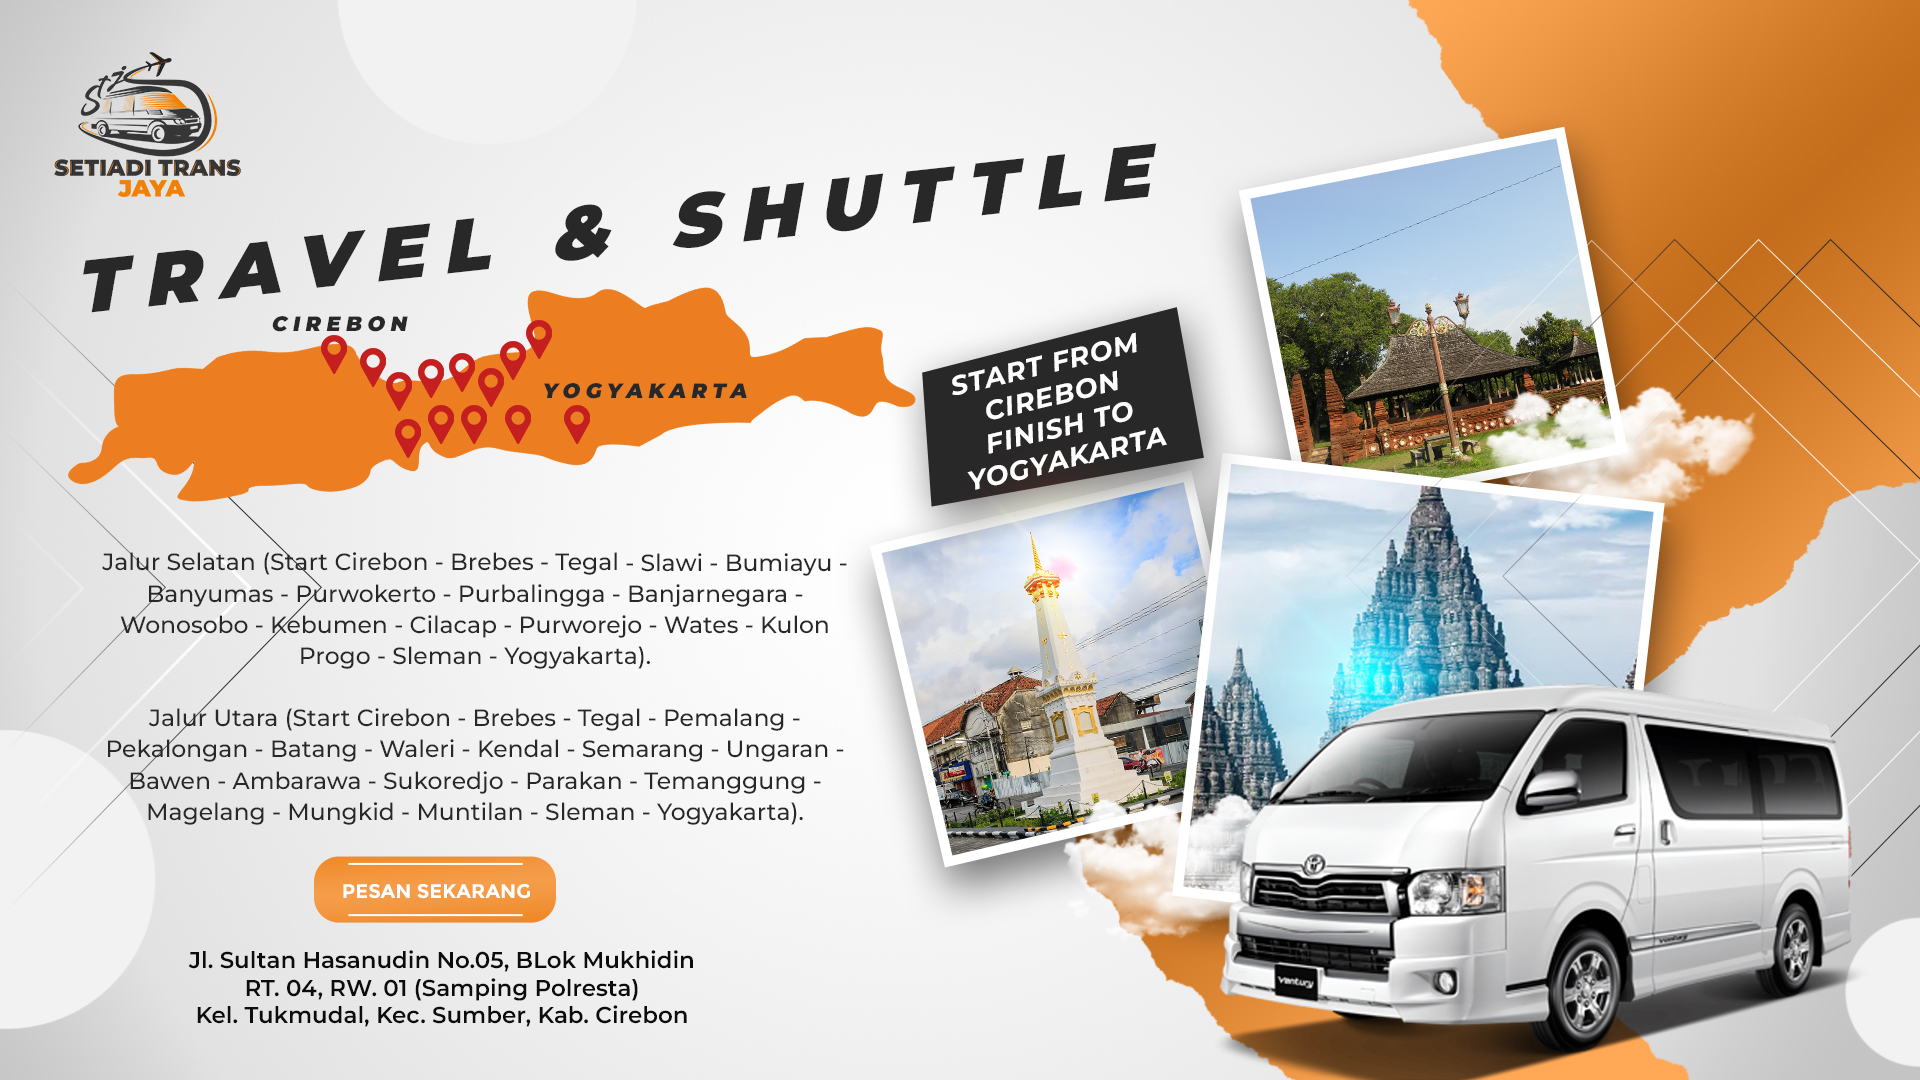 Stj
SETIADI TRANS
JAYA
TRAVEL & SHUTTLE
CIREBON
YOGYAKARTA
START FROM
CIREBON
FINISH TO
YOGYAKARTA
Jalur Selatan (Start Cirebon - Brebes - Tegal - Slawi - Bumiayu -
Banyumas - Purwokerto - Purbalingga - Banjarnegara -
Wonosobo - Kebumen - Cilacap - Purworejo - Wates - Kulon
Progo - Sleman - Yogyakarta).
Jalur Utara (Start Cirebon - Brebes - Tegal - Pemalang -
Pekalongan - Batang - Waleri - Kendal - Semarang - Ungaran -
Bawen - Ambarawa - Sukoredjo - Parakan - Temanggung -
Magelang - Mungkid - Muntilan - Sleman - Yogyakarta).
PESAN SEKARANG
Jl. Sultan Hasanudin No.05, BLok Mukhidin
RT. 04, RW. 01 (Samping Polresta)
Kel. Tukmudal, Kec. Sumber, Kab. Cirebon
ventury
ventury